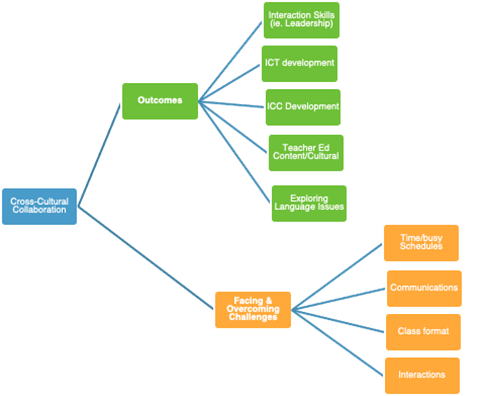 Interaction Skills
(ie. Leadership)
ICT development
Outcomes
ICC Development
Teacher Ed
Content/Cultural
Exploring
Language Issues
Cross-Cultural
Collaboration
Time/busy
Schedules
Facing &
Overcoming
Challenges
Communications
Class format
Interactions